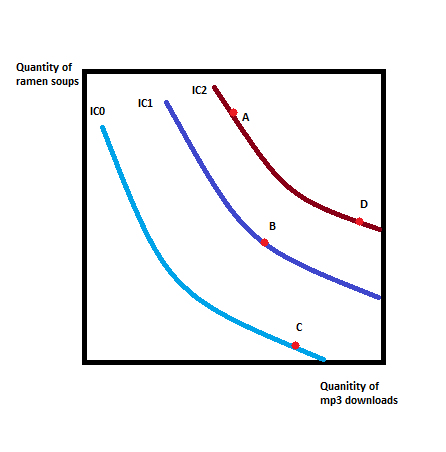 Quantity of
ramen soups
IC2
IC1
IC0
A
D
B
C
Quanitity of
mp3 downloads